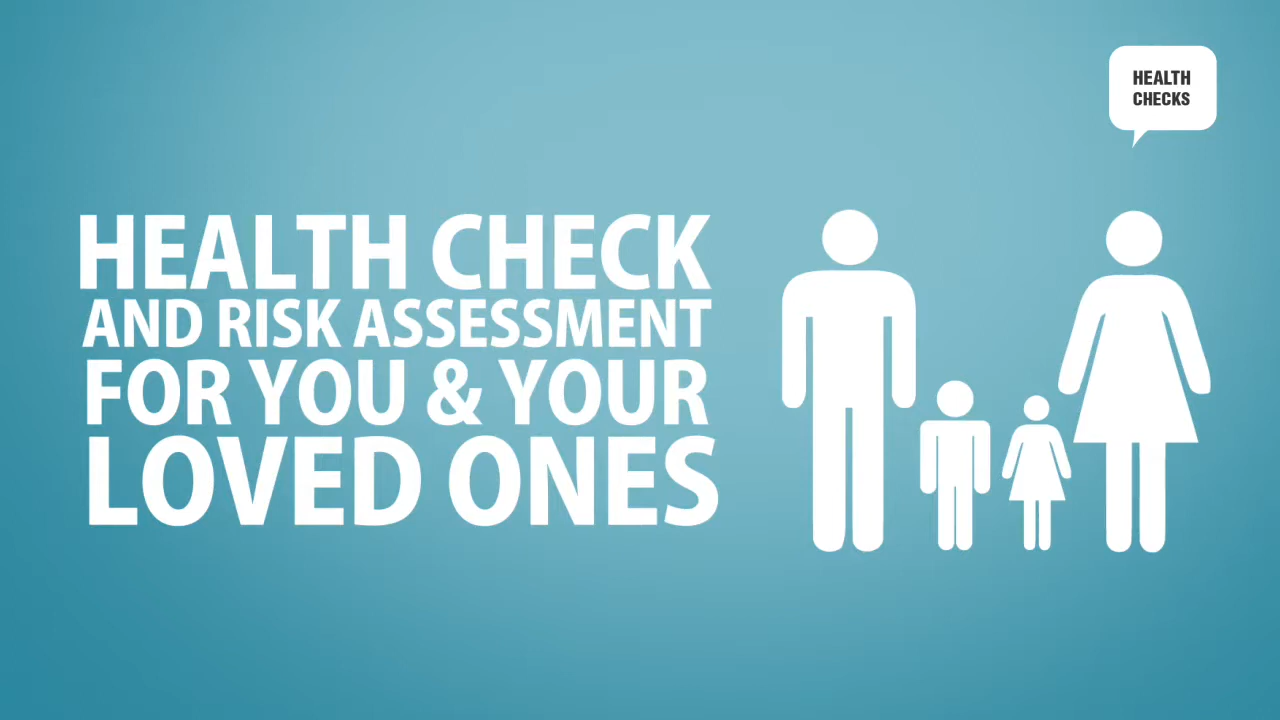 HEALTH CHECK
AND RISK ASSESSMENT
FOR YOU & YOUR
LOVED ONES
HEALTH
CHECKS